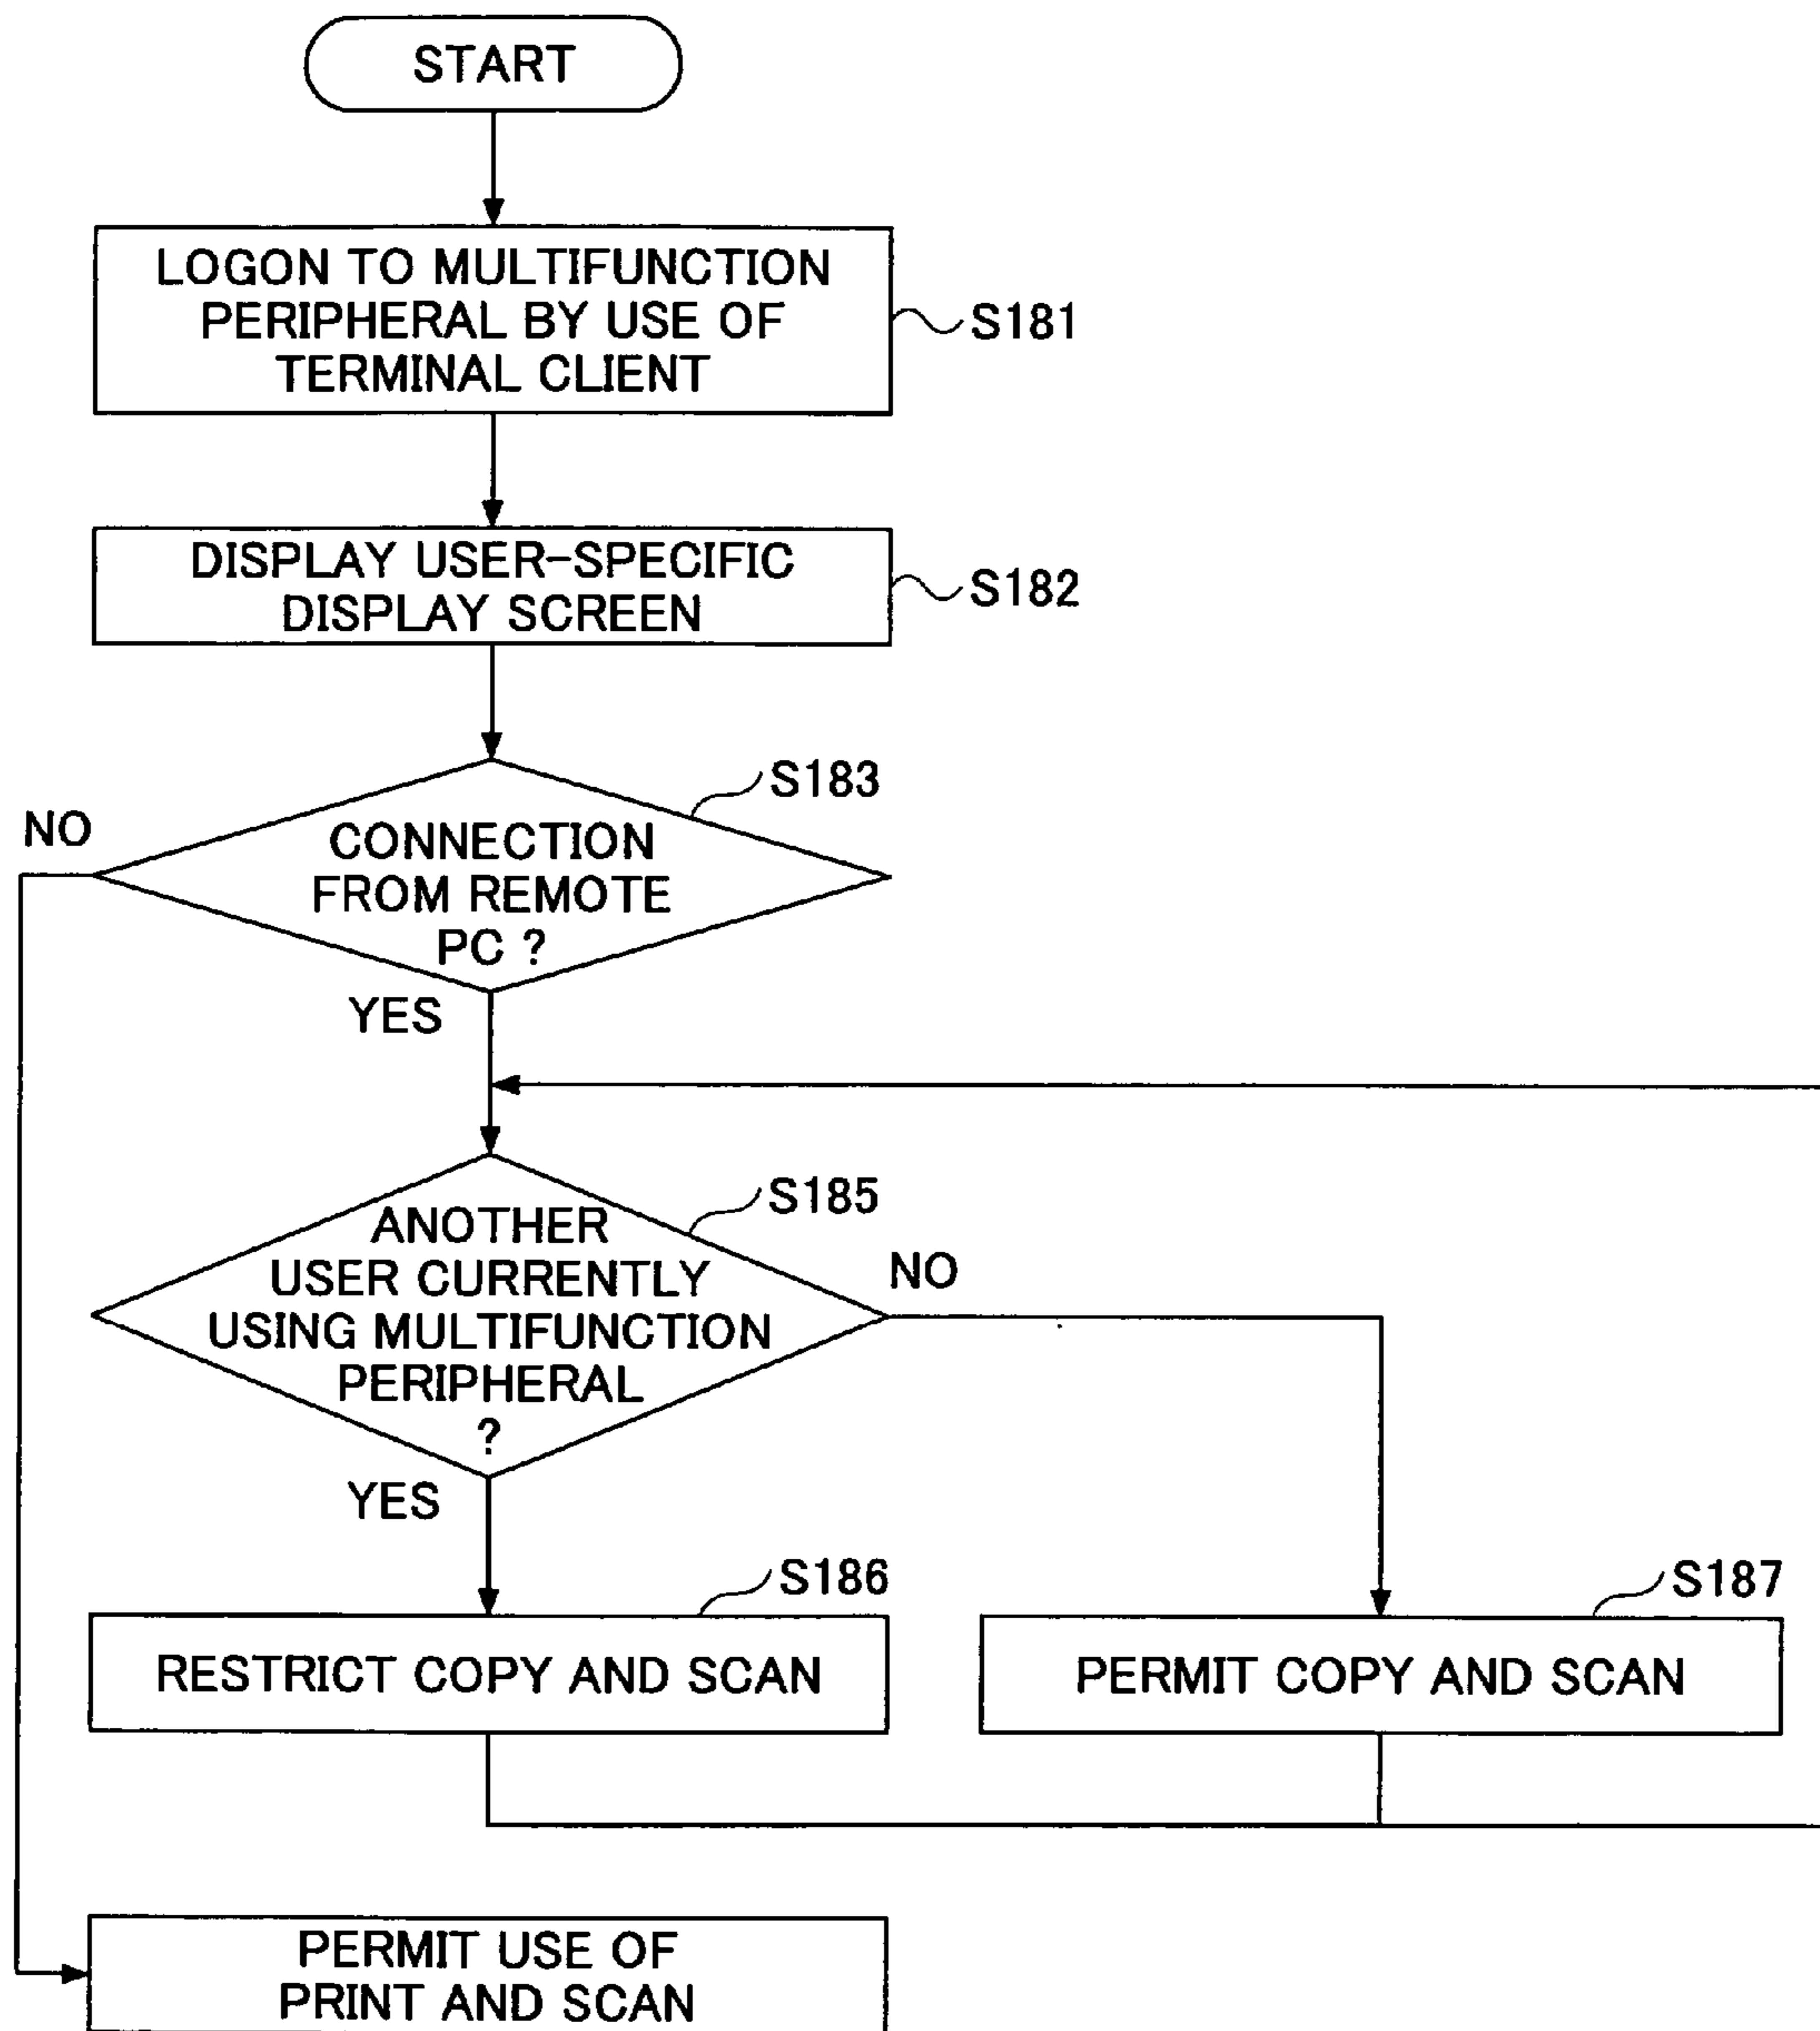 START
LOGON TO MULTIFUNCTION
PERIPHERAL BY USE OF
TERMINAL CLIENT
S181
DISPLAY USER-SPECIFIC
DISPLAY SCREEN
S182
S183
NO
CONNECTION
FROM REMOTE
PC ?
YES
S185
ANOTHER
USER CURRENTLY
USING MULTIFUNCTION
PERIPHERAL
?
NO
YES
S186
RESTRICT COPY AND SCAN
S187
PERMIT COPY AND SCAN
PERMIT USE OF
PRINT AND SCAN